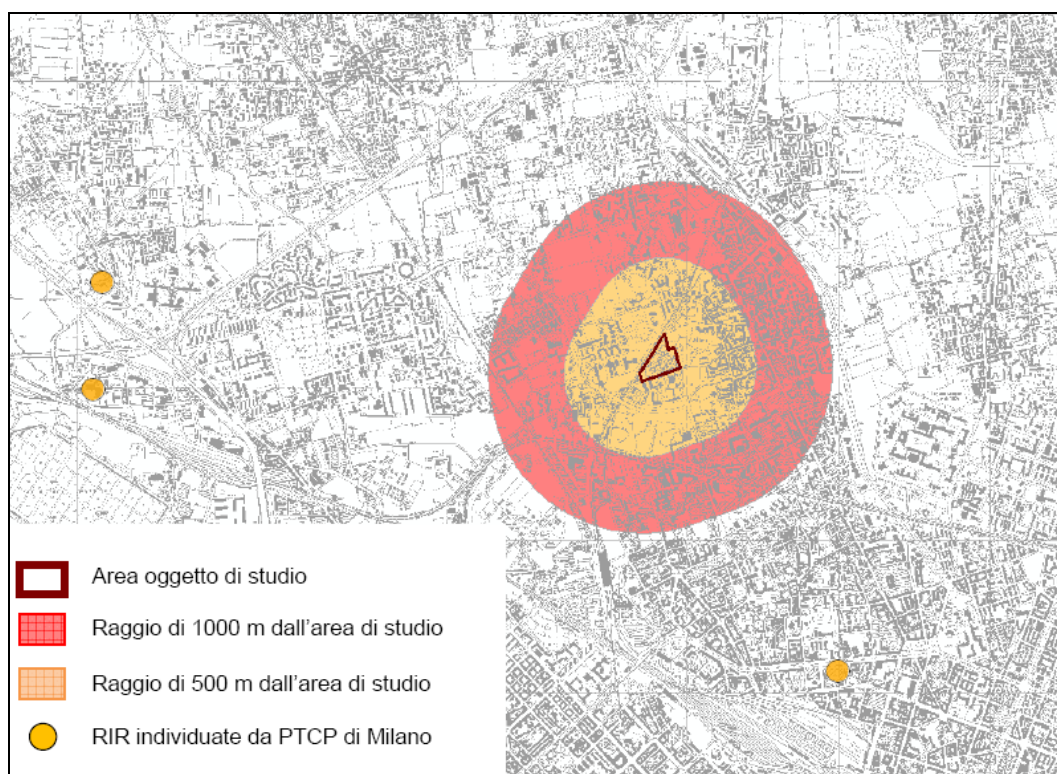 Area oggetto di studio
Raggio di 1000 m dall'area di studio
Raggio di 500 m dall'area di studio
RIR individuate da PTCP di Milano